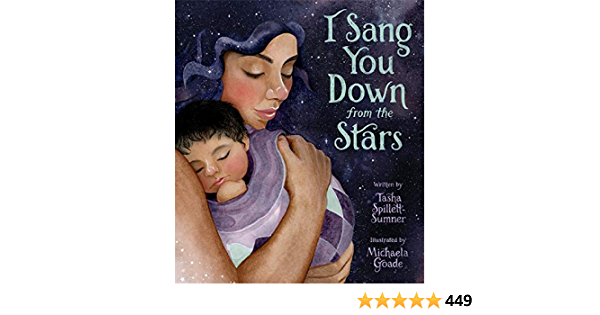 I Sang
You
Down
from the
Stars
Written by
Tasha
Spillett-
Sumner
Illustrated by
Michaela
Goade
449